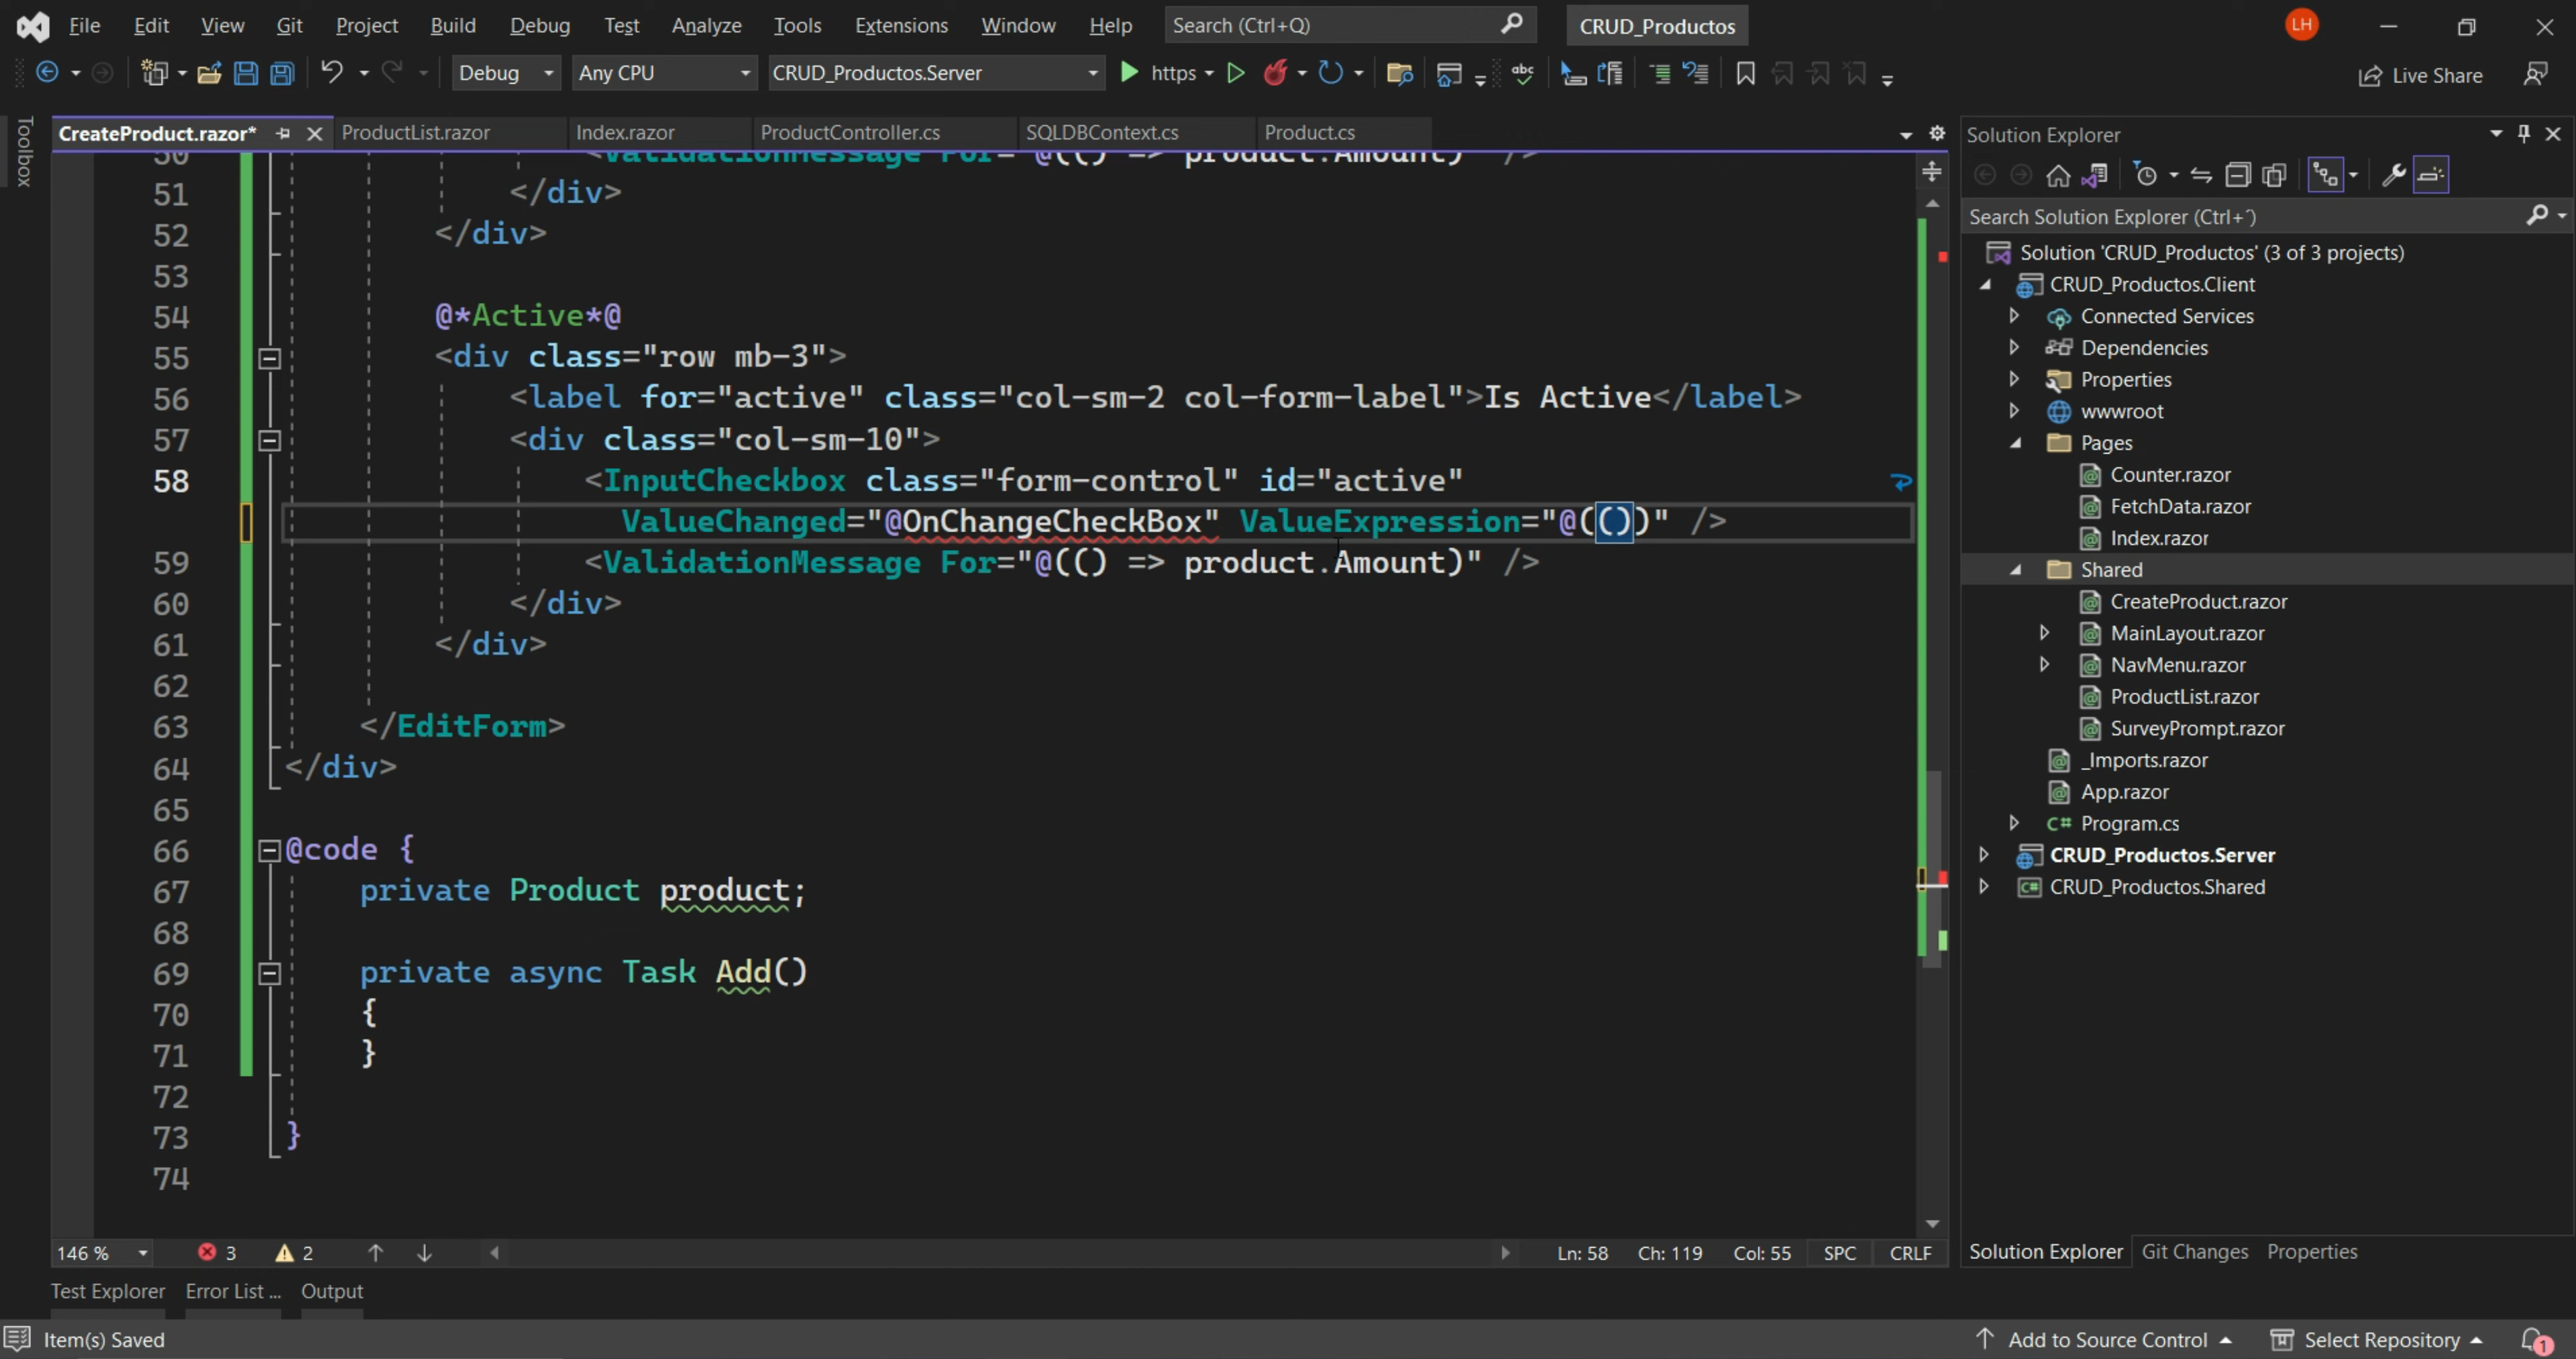 File Edit View Git Project Build Debug Test Analyze Tools Extensions Window Help Search (Ctrl+Q) CRUD_Productos LH
Debug Any CPU CRUD_Productos.Server https Live Share
Toolbox
CreateProduct.razor* ProductList.razor Index.razor ProductController.cs SQLDBContext.cs Product.cs
50 <ValidationMessage For="@(() => product.Amount)" />
51 </div>
52 </div>
53
54 @*Active*@
55 <div class="row mb-3">
56 <label for="active" class="col-sm-2 col-form-label">Is Active</label>
57 <div class="col-sm-10">
58 <InputCheckbox class="form-control" id="active"
ValueChanged="@OnChangeCheckBox" ValueExpression="@(())" />
59 <ValidationMessage For="@(() => product.Amount)" />
60 </div>
61 </div>
62
63 </EditForm>
64 </div>
65
66 @code {
67 private Product product;
68
69 private async Task Add()
70 {
71 }
72
73 }
74
146 % 3 2 Ln: 58 Ch: 119 Col: 55 SPC CRLF
Test Explorer Error List ... Output
Item(s) Saved
Solution Explorer
Search Solution Explorer (Ctrl+´)
Solution 'CRUD_Productos' (3 of 3 projects)
CRUD_Productos.Client
Connected Services
Dependencies
Properties
wwwroot
Pages
Counter.razor
FetchData.razor
Index.razor
Shared
CreateProduct.razor
MainLayout.razor
NavMenu.razor
ProductList.razor
SurveyPrompt.razor
_Imports.razor
App.razor
C# Program.cs
CRUD_Productos.Server
C# CRUD_Productos.Shared
Solution Explorer Git Changes Properties
Add to Source Control Select Repository 1